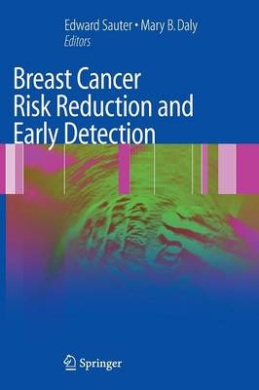 Edward Sauter • Mary B. Daly
Editors
Breast Cancer
Risk Reduction and
Early Detection
Springer